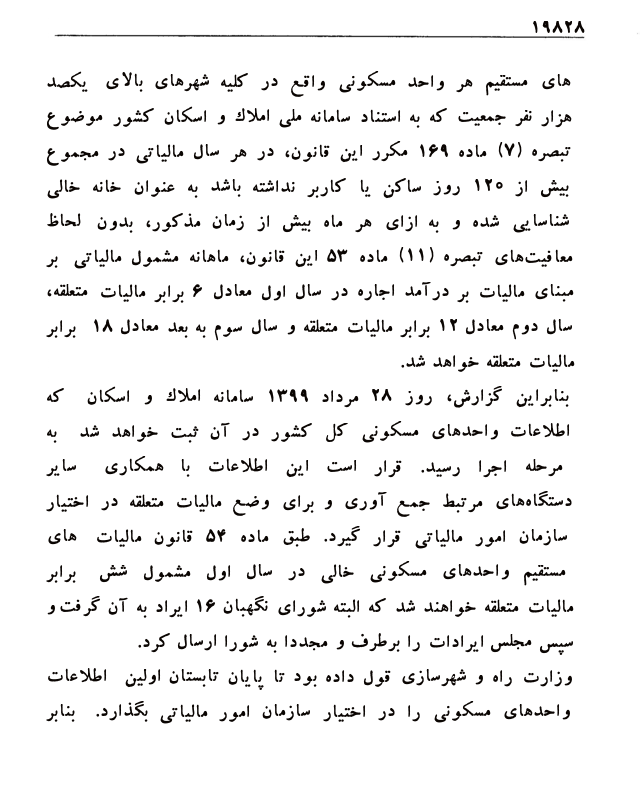 ۱۹۸۲۸
های مستقیم هر واحد مسکونی واقع در کلیه شهرهای بالای یکصد
هزار نفر جمعیت که به استناد سامانه ملی املاك و اسکان کشور موضوع
تبصره (۷) ماده ۱۶۹ مکرر این قانون، در هر سال مالیاتی در مجموع
بیش از ۱۲۰ روز ساکن یا کاربر نداشته باشد به عنوان خانه خالی
شناسایی شده و به ازای هر ماه بیش از زمان مذکور، بدون لحاظ
معافیت‌های تبصره (۱۱) ماده ۵۳ این قانون، ماهانه مشمول مالیاتی بر
مبنای مالیات بر درآمد اجاره در سال اول معادل ۶ برابر مالیات متعلقه،
سال دوم معادل ۱۲ برابر مالیات متعلقه و سال سوم به بعد معادل ۱۸ برابر
مالیات متعلقه خواهد شد.
بنابراین گزارش، روز ۲۸ مرداد ۱۳۹۹ سامانه املاك و اسکان که
اطلاعات واحدهای مسکونی کل کشور در آن ثبت خواهد شد به
مرحله اجرا رسید. قرار است این اطلاعات با همکاری سایر
دستگاه‌های مرتبط جمع آوری و برای وضع مالیات متعلقه در اختیار
سازمان امور مالیاتی قرار گیرد. طبق ماده ۵۴ قانون مالیات های
مستقیم واحدهای مسکونی خالی در سال اول مشمول شش برابر
مالیات متعلقه خواهند شد که البته شورای نگهبان ۱۶ ایراد به آن گرفت و
سپس مجلس ایرادات را برطرف و مجددا به شورا ارسال کرد.
وزارت راه و شهرسازی قول داده بود تا پایان تابستان اولین اطلاعات
واحدهای مسکونی را در اختیار سازمان امور مالیاتی بگذارد. بنابر